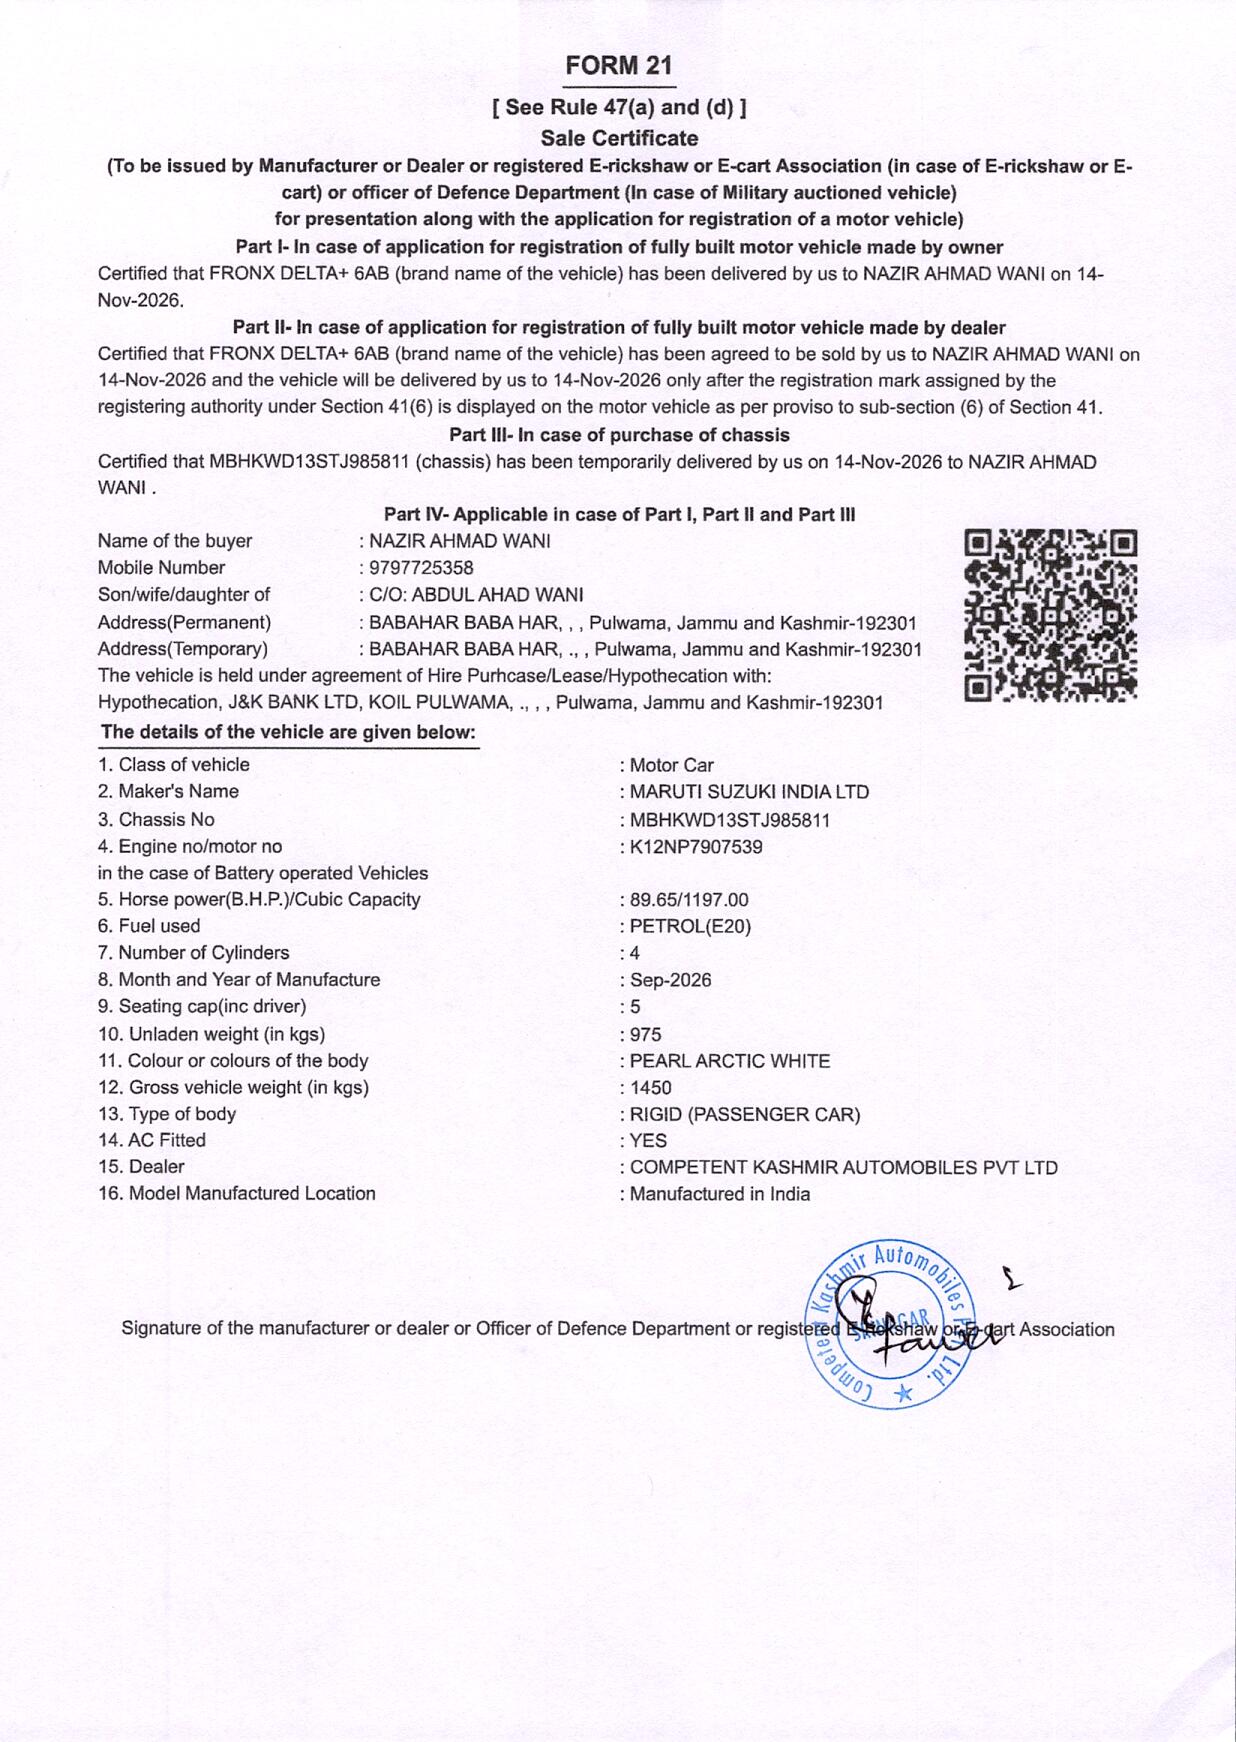 FORM 21
[ See Rule 47(a) and (d) ]
Sale Certificate
(To be issued by Manufacturer or Dealer or registered E-rickshaw or E-cart Association (in case of E-rickshaw or E-
cart) or officer of Defence Department (In case of Military auctioned vehicle)
for presentation along with the application for registration of a motor vehicle)
Part I- In case of application for registration of fully built motor vehicle made by owner
Certified that FRONX DELTA+ 6AB (brand name of the vehicle) has been delivered by us to NAZIR AHMAD WANI on 14-
Nov-2026.
Part II- In case of application for registration of fully built motor vehicle made by dealer
Certified that FRONX DELTA+ 6AB (brand name of the vehicle) has been agreed to be sold by us to NAZIR AHMAD WANI on
14-Nov-2026 and the vehicle will be delivered by us to 14-Nov-2026 only after the registration mark assigned by the
registering authority under Section 41(6) is displayed on the motor vehicle as per proviso to sub-section (6) of Section 41.
Part III- In case of purchase of chassis
Certified that MBHKWD13STJ985811 (chassis) has been temporarily delivered by us on 14-Nov-2026 to NAZIR AHMAD
WANI .
Part IV- Applicable in case of Part I, Part II and Part III
Name of the buyer : NAZIR AHMAD WANI
Mobile Number : 9797725358
Son/wife/daughter of : C/O: ABDUL AHAD WANI
Address(Permanent) : BABAHAR BABA HAR, , , Pulwama, Jammu and Kashmir-192301
Address(Temporary) : BABAHAR BABA HAR, ., , Pulwama, Jammu and Kashmir-192301
The vehicle is held under agreement of Hire Purhcase/Lease/Hypothecation with:
Hypothecation, J&K BANK LTD, KOIL PULWAMA, ., , , Pulwama, Jammu and Kashmir-192301
The details of the vehicle are given below:
1. Class of vehicle : Motor Car
2. Maker's Name : MARUTI SUZUKI INDIA LTD
3. Chassis No : MBHKWD13STJ985811
4. Engine no/motor no : K12NP7907539
in the case of Battery operated Vehicles
5. Horse power(B.H.P.)/Cubic Capacity : 89.65/1197.00
6. Fuel used : PETROL(E20)
7. Number of Cylinders : 4
8. Month and Year of Manufacture : Sep-2026
9. Seating cap(inc driver) : 5
10. Unladen weight (in kgs) : 975
11. Colour or colours of the body : PEARL ARCTIC WHITE
12. Gross vehicle weight (in kgs) : 1450
13. Type of body : RIGID (PASSENGER CAR)
14. AC Fitted : YES
15. Dealer : COMPETENT KASHMIR AUTOMOBILES PVT LTD
16. Model Manufactured Location : Manufactured in India
Signature of the manufacturer or dealer or Officer of Defence Department or registered E-rickshaw or E-cart Association
Competent Kashmir Automobiles Pvt. Ltd.
SRINAGAR